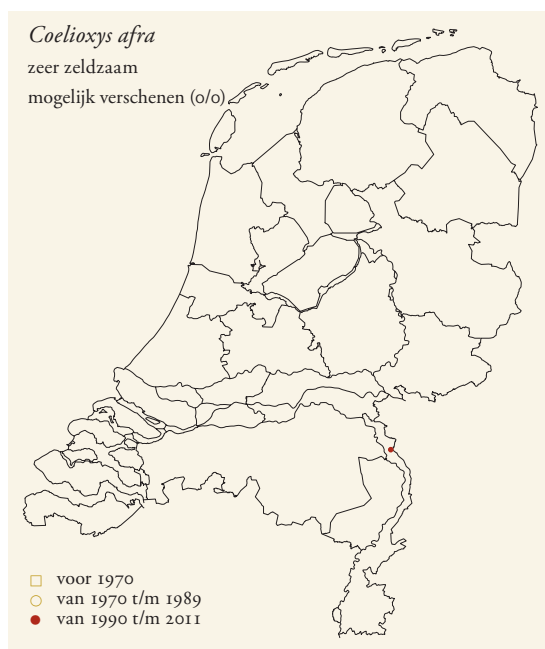 Coelioxys afra
zeer zeldzaam
mogelijk verschenen (0/0)
voor 1970
van 1970 t/m 1989
van 1990 t/m 2011